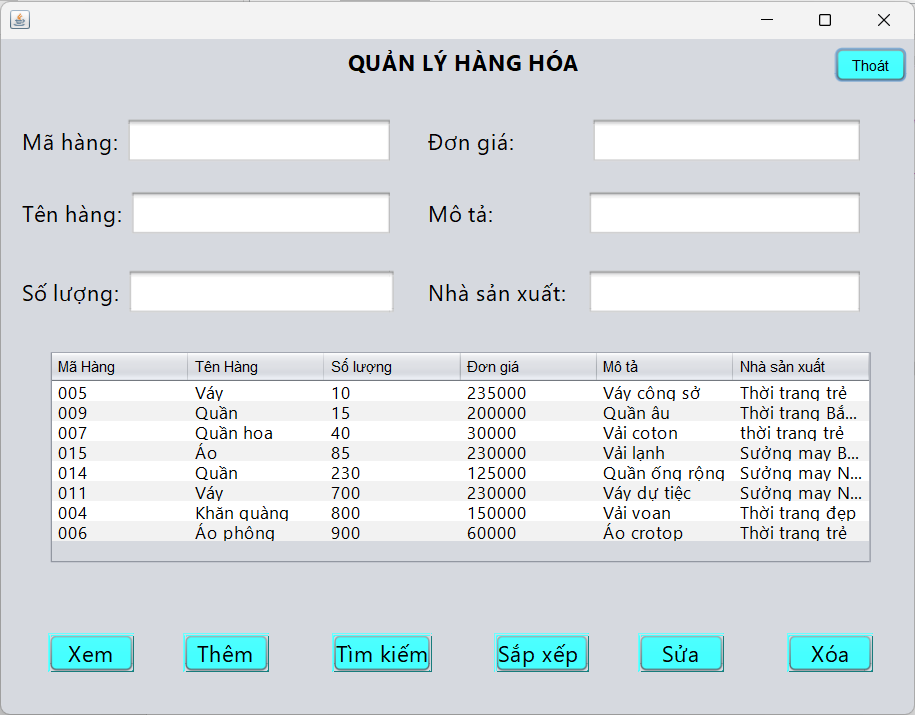 QUẢN LÝ HÀNG HÓA
Thoát
Mã hàng: Đơn giá:
Tên hàng: Mô tả:
Số lượng: Nhà sản xuất:
Mã Hàng Tên Hàng Số lượng Đơn giá Mô tả Nhà sản xuất
005 Váy 10 235000 Váy công sở Thời trang trẻ
009 Quần 15 200000 Quần âu Thời trang Bắ...
007 Quần hoa 40 30000 Vải coton thời trang trẻ
015 Áo 85 230000 Vải lạnh Sưởng may B...
014 Quần 230 125000 Quần ống rộng Sưởng may N...
011 Váy 700 230000 Váy dự tiệc Sưởng may N...
004 Khăn quàng 800 150000 Vải voan Thời trang đẹp
006 Áo phông 900 60000 Áo crotop Thời trang trẻ
Xem Thêm Tìm kiếm Sắp xếp Sửa Xóa